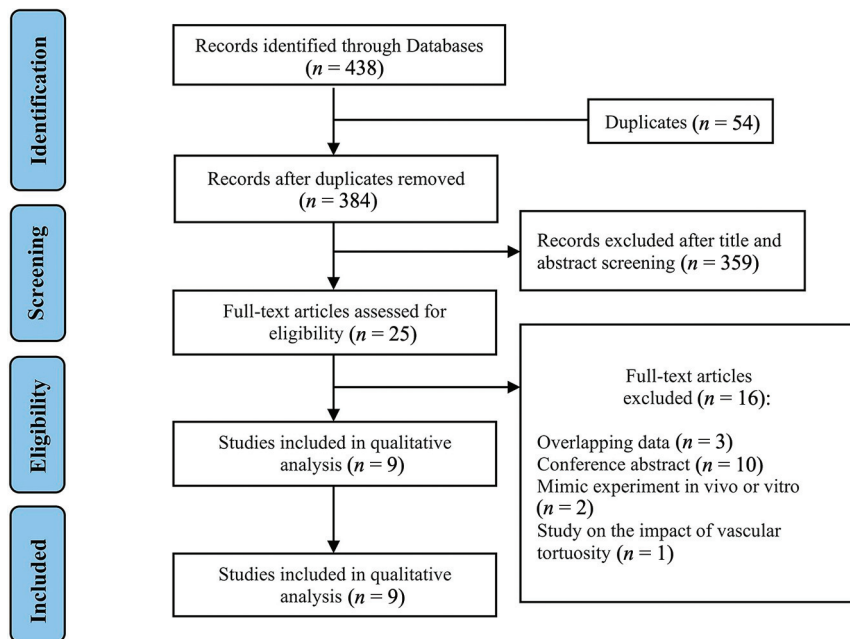 Identification
Records identified through Databases
(n = 438)
Duplicates (n = 54)
Records after duplicates removed
(n = 384)
Screening
Records excluded after title and
abstract screening (n = 359)
Full-text articles assessed for
eligibility (n = 25)
Eligibility
Full-text articles
excluded (n = 16):
Overlapping data (n = 3)
Conference abstract (n = 10)
Mimic experiment in vivo or vitro
(n = 2)
Study on the impact of vascular
tortuosity (n = 1)
Studies included in qualitative
analysis (n = 9)
Included
Studies included in qualitative
analysis (n = 9)